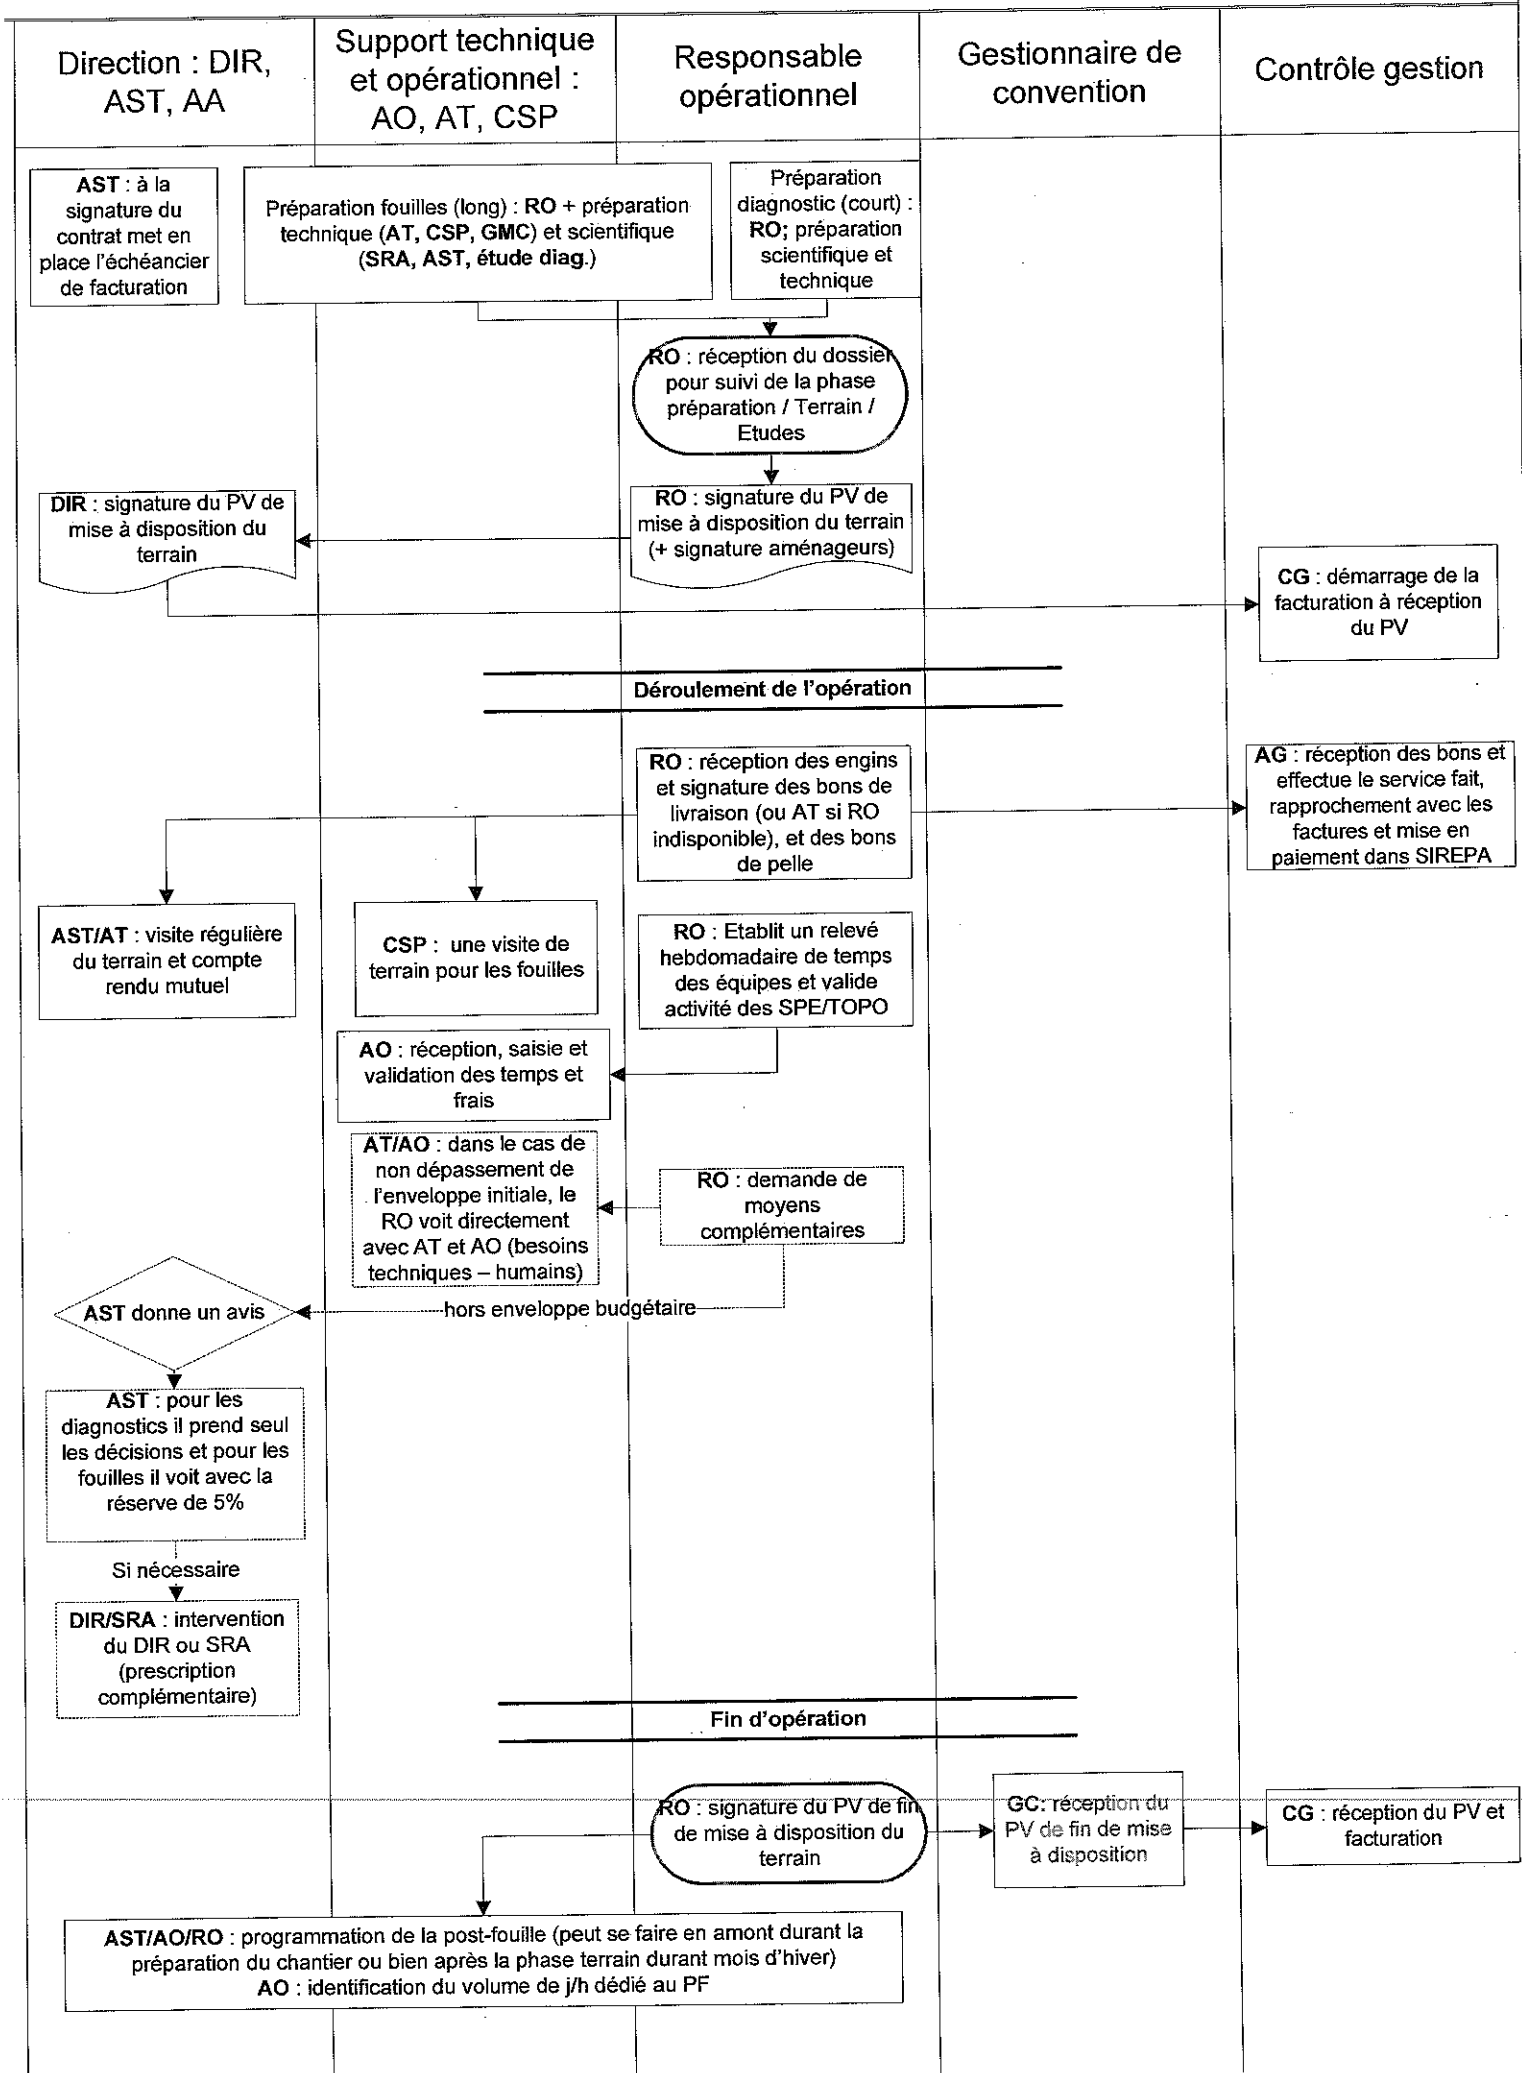 Direction : DIR,
AST, AA
Support technique
et opérationnel :
AO, AT, CSP
Responsable
opérationnel
Gestionnaire de
convention
Contrôle gestion
AST : à la
signature du
contrat met en
place l'échéancier
de facturation
Préparation fouilles (long) : RO + préparation
technique (AT, CSP, GMC) et scientifique
(SRA, AST, étude diag.)
Préparation
diagnostic (court) :
RO; préparation
scientifique et
technique
RO : réception du dossier
pour suivi de la phase
préparation / Terrain /
Etudes
DIR : signature du PV de
mise à disposition du
terrain
RO : signature du PV de
mise à disposition du terrain
(+ signature aménageurs)
CG : démarrage de la
facturation à réception
du PV
Déroulement de l'opération
RO : réception des engins
et signature des bons de
livraison (ou AT si RO
indisponible), et des bons
de pelle
AG : réception des bons et
effectue le service fait,
rapprochement avec les
factures et mise en
paiement dans SIREPA
AST/AT : visite régulière
du terrain et compte
rendu mutuel
CSP : une visite de
terrain pour les fouilles
RO : Etablit un relevé
hebdomadaire de temps
des équipes et valide
activité des SPE/TOPO
AO : réception, saisie et
validation des temps et
frais
AT/AO : dans le cas de
non dépassement de
l'enveloppe initiale, le
RO voit directement
avec AT et AO (besoins
techniques – humains)
RO : demande de
moyens
complémentaires
AST donne un avis
hors enveloppe budgétaire
AST : pour les
diagnostics il prend seul
les décisions et pour les
fouilles il voit avec la
réserve de 5%
Si nécessaire
DIR/SRA : intervention
du DIR ou SRA
(prescription
complémentaire)
Fin d'opération
RO : signature du PV de fin
de mise à disposition du
terrain
GC: réception du
PV de fin de mise
à disposition
CG : réception du PV et
facturation
AST/AO/RO : programmation de la post-fouille (peut se faire en amont durant la
préparation du chantier ou bien après la phase terrain durant mois d'hiver)
AO : identification du volume de j/h dédié au PF